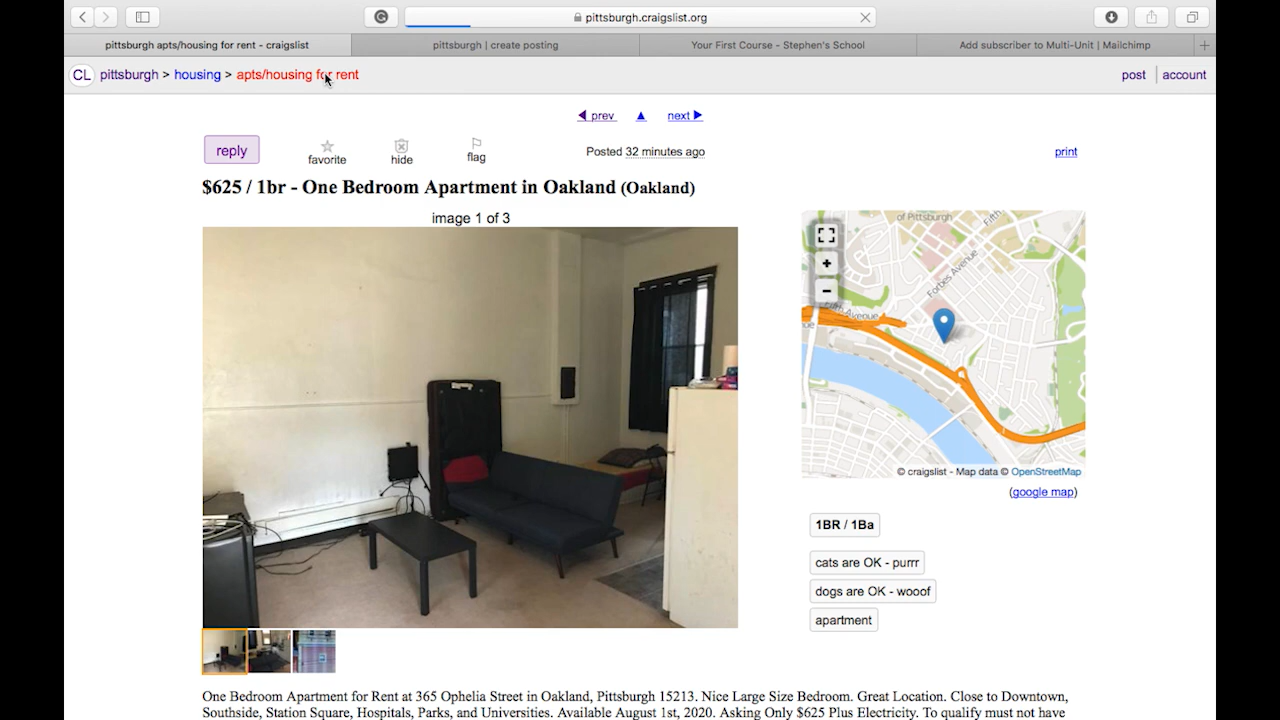 pittsburgh.craigslist.org
pittsburgh apts/housing for rent - craigslist
pittsburgh | create posting
Your First Course - Stephen's School
Add subscriber to Multi-Unit | Mailchimp
CL pittsburgh > housing > apts/housing for rent
post account
prev
next
reply
favorite
hide
flag
Posted 32 minutes ago
print
$625 / 1br - One Bedroom Apartment in Oakland (Oakland)
image 1 of 3
of Pittsburgh
Fifth
Forbes Avenue
Avenue
© craigslist - Map data © OpenStreetMap
(google map)
1BR / 1Ba
cats are OK - purrr
dogs are OK - wooof
apartment
One Bedroom Apartment for Rent at 365 Ophelia Street in Oakland, Pittsburgh 15213. Nice Large Size Bedroom. Great Location. Close to Downtown,
Southside, Station Square, Hospitals, Parks, and Universities. Available August 1st, 2020. Asking Only $625 Plus Electricity. To qualify must not have